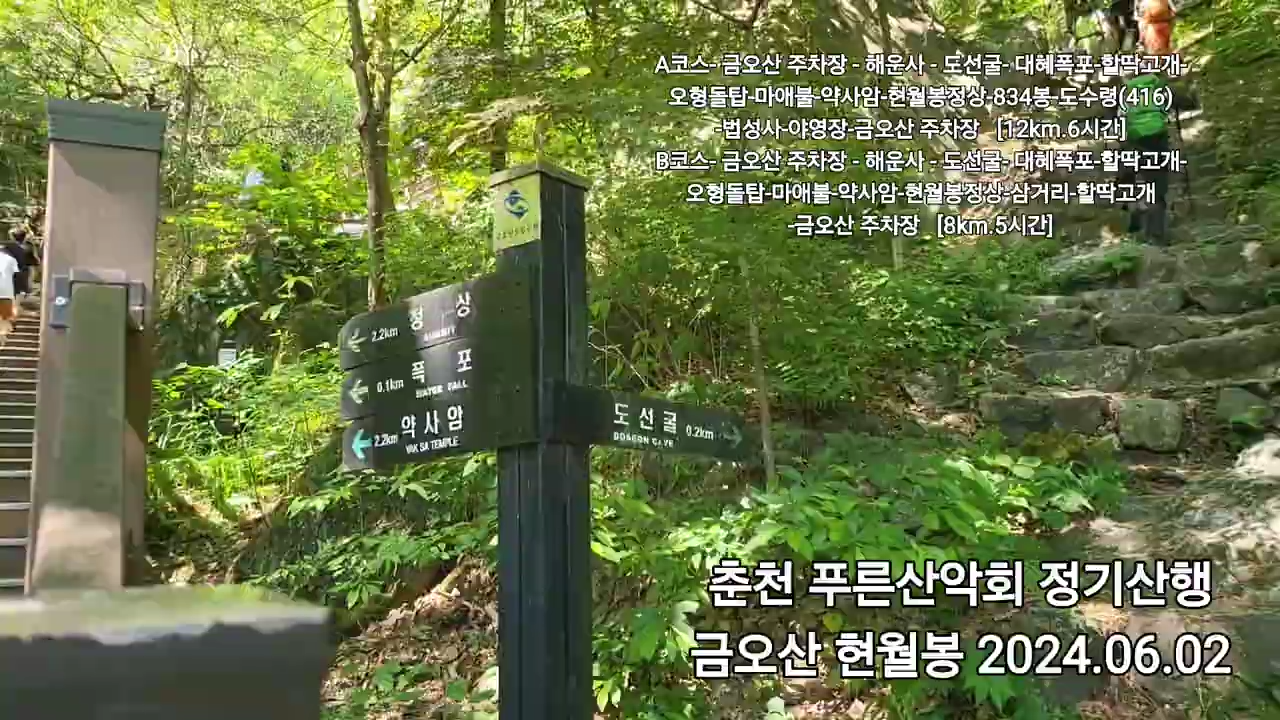 A코스- 금오산 주차장 - 해운사 - 도선굴- 대혜폭포-할딱고개-
오형돌탑-마애불-약사암-현월봉정상-834봉-도수령(416)
-법성사-야영장-금오산 주차장 [12km.6시간]
B코스- 금오산 주차장 - 해운사 - 도선굴- 대혜폭포-할딱고개-
오형돌탑-마애불-약사암-현월봉정상-삼거리-할딱고개
-금오산 주차장 [8km.5시간]
2.2km 정상
SUMMIT
0.1km 폭포
WATER FALL
2.2km 약사암
YAK SA TEMPLE
도선굴 0.2km
DOSEON CAVE
춘천 푸른산악회 정기산행
금오산 현월봉 2024.06.02